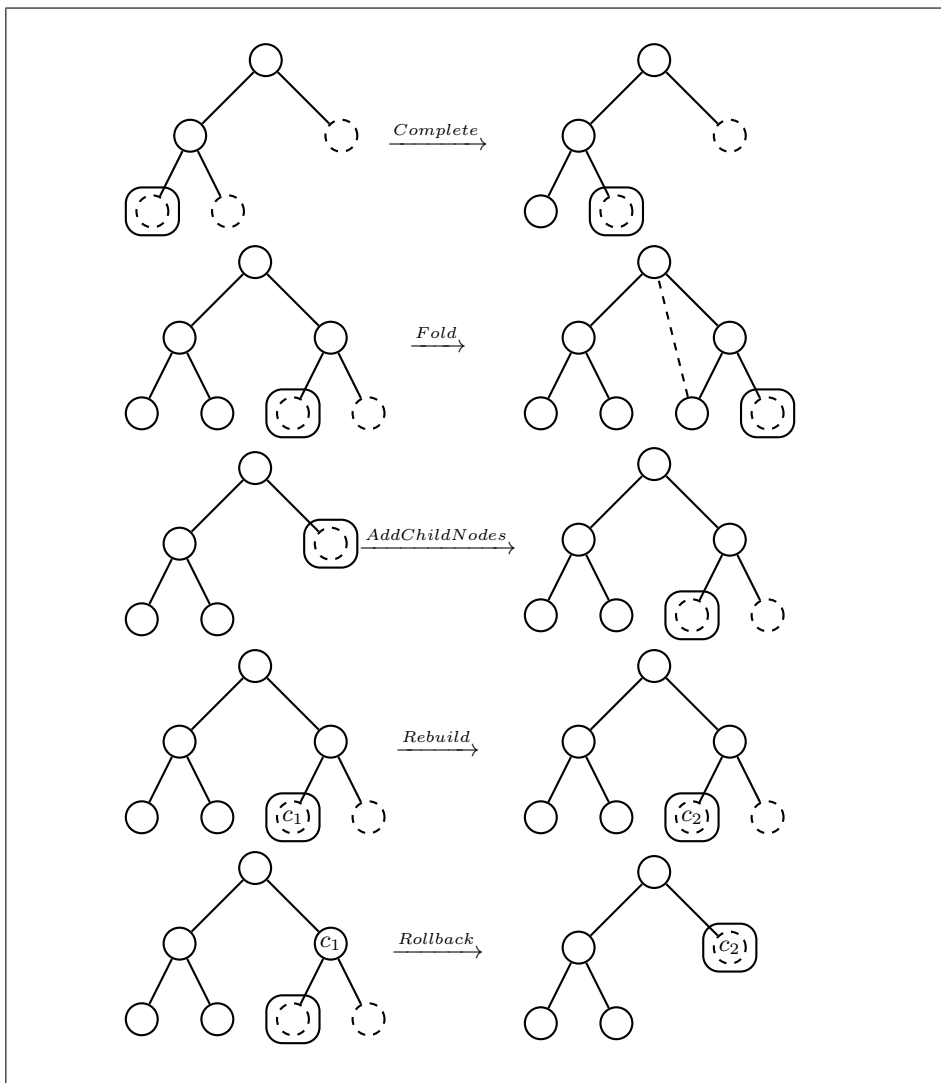 Complete
Fold
AddChildNodes
Rebuild
c₁
c₂
Rollback
c₁
c₂